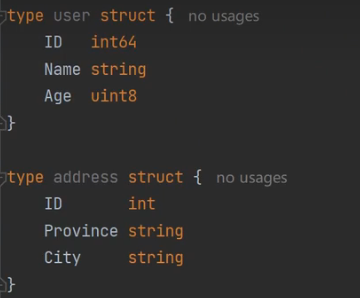 type user struct { no usages
    ID   int64
    Name string
    Age  uint8
}
type address struct { no usages
    ID       int
    Province string
    City     string
}